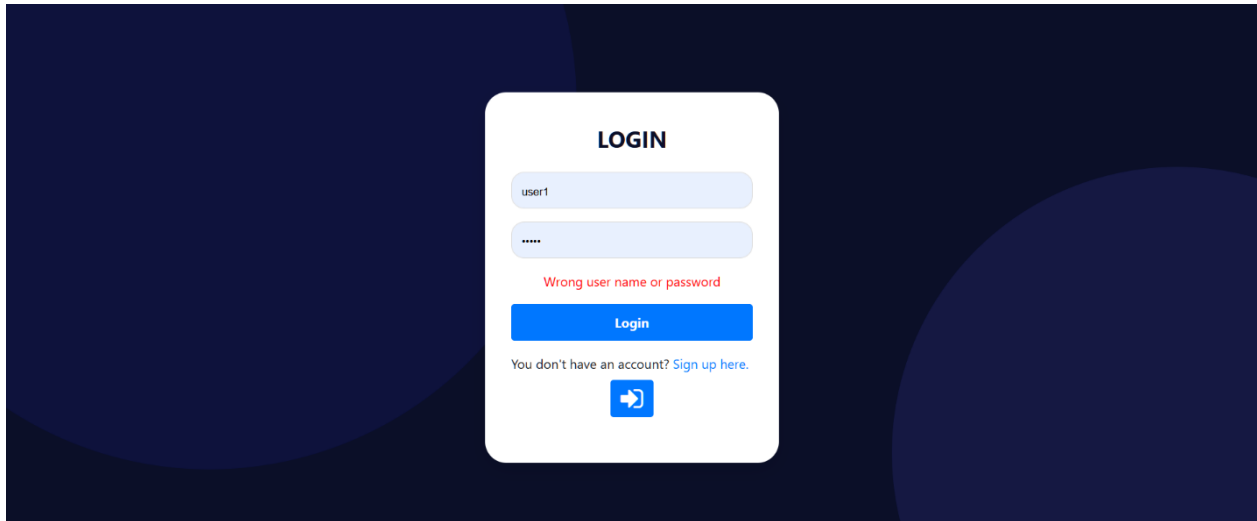 LOGIN
user1
•••••
Wrong user name or password
Login
You don't have an account? Sign up here.